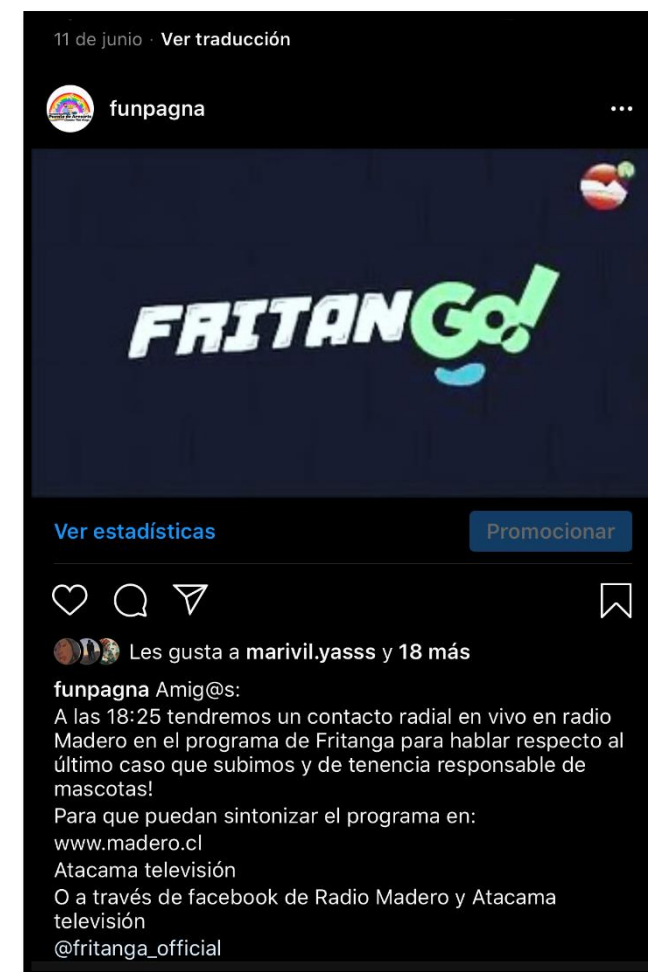 11 de junio · Ver traducción
funpagna
FRITANGO!
Ver estadísticas
Promocionar
Les gusta a marivil.yasss y 18 más
funpagna Amig@s:
A las 18:25 tendremos un contacto radial en vivo en radio
Madero en el programa de Fritanga para hablar respecto al
último caso que subimos y de tenencia responsable de
mascotas!
Para que puedan sintonizar el programa en:
www.madero.cl
Atacama televisión
O a través de facebook de Radio Madero y Atacama
televisión
@fritanga_official